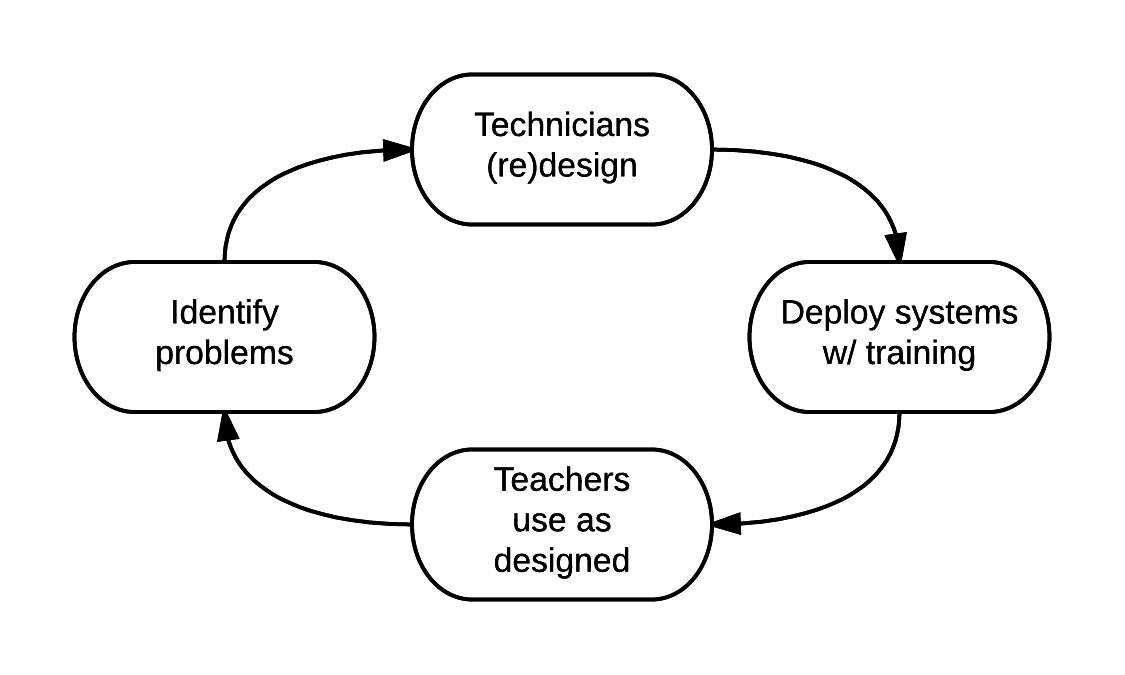 Technicians
(re)design
Identify
problems
Deploy systems
w/ training
Teachers
use as
designed